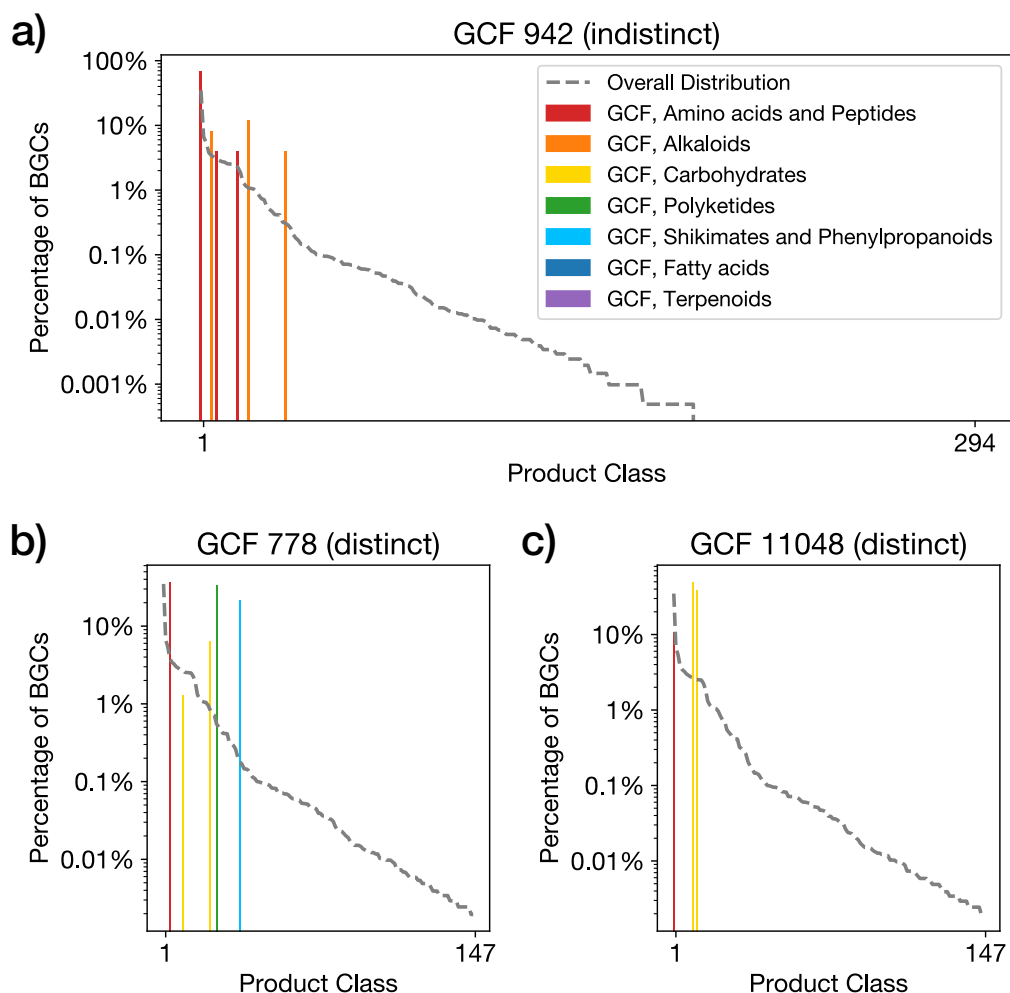 a)
GCF 942 (indistinct)
Percentage of BGCs
100%
10%
1%
0.1%
0.01%
0.001%
Overall Distribution
GCF, Amino acids and Peptides
GCF, Alkaloids
GCF, Carbohydrates
GCF, Polyketides
GCF, Shikimates and Phenylpropanoids
GCF, Fatty acids
GCF, Terpenoids
1
294
Product Class
b)
GCF 778 (distinct)
Percentage of BGCs
10%
1%
0.1%
0.01%
1
147
Product Class
c)
GCF 11048 (distinct)
Percentage of BGCs
10%
1%
0.1%
0.01%
1
147
Product Class